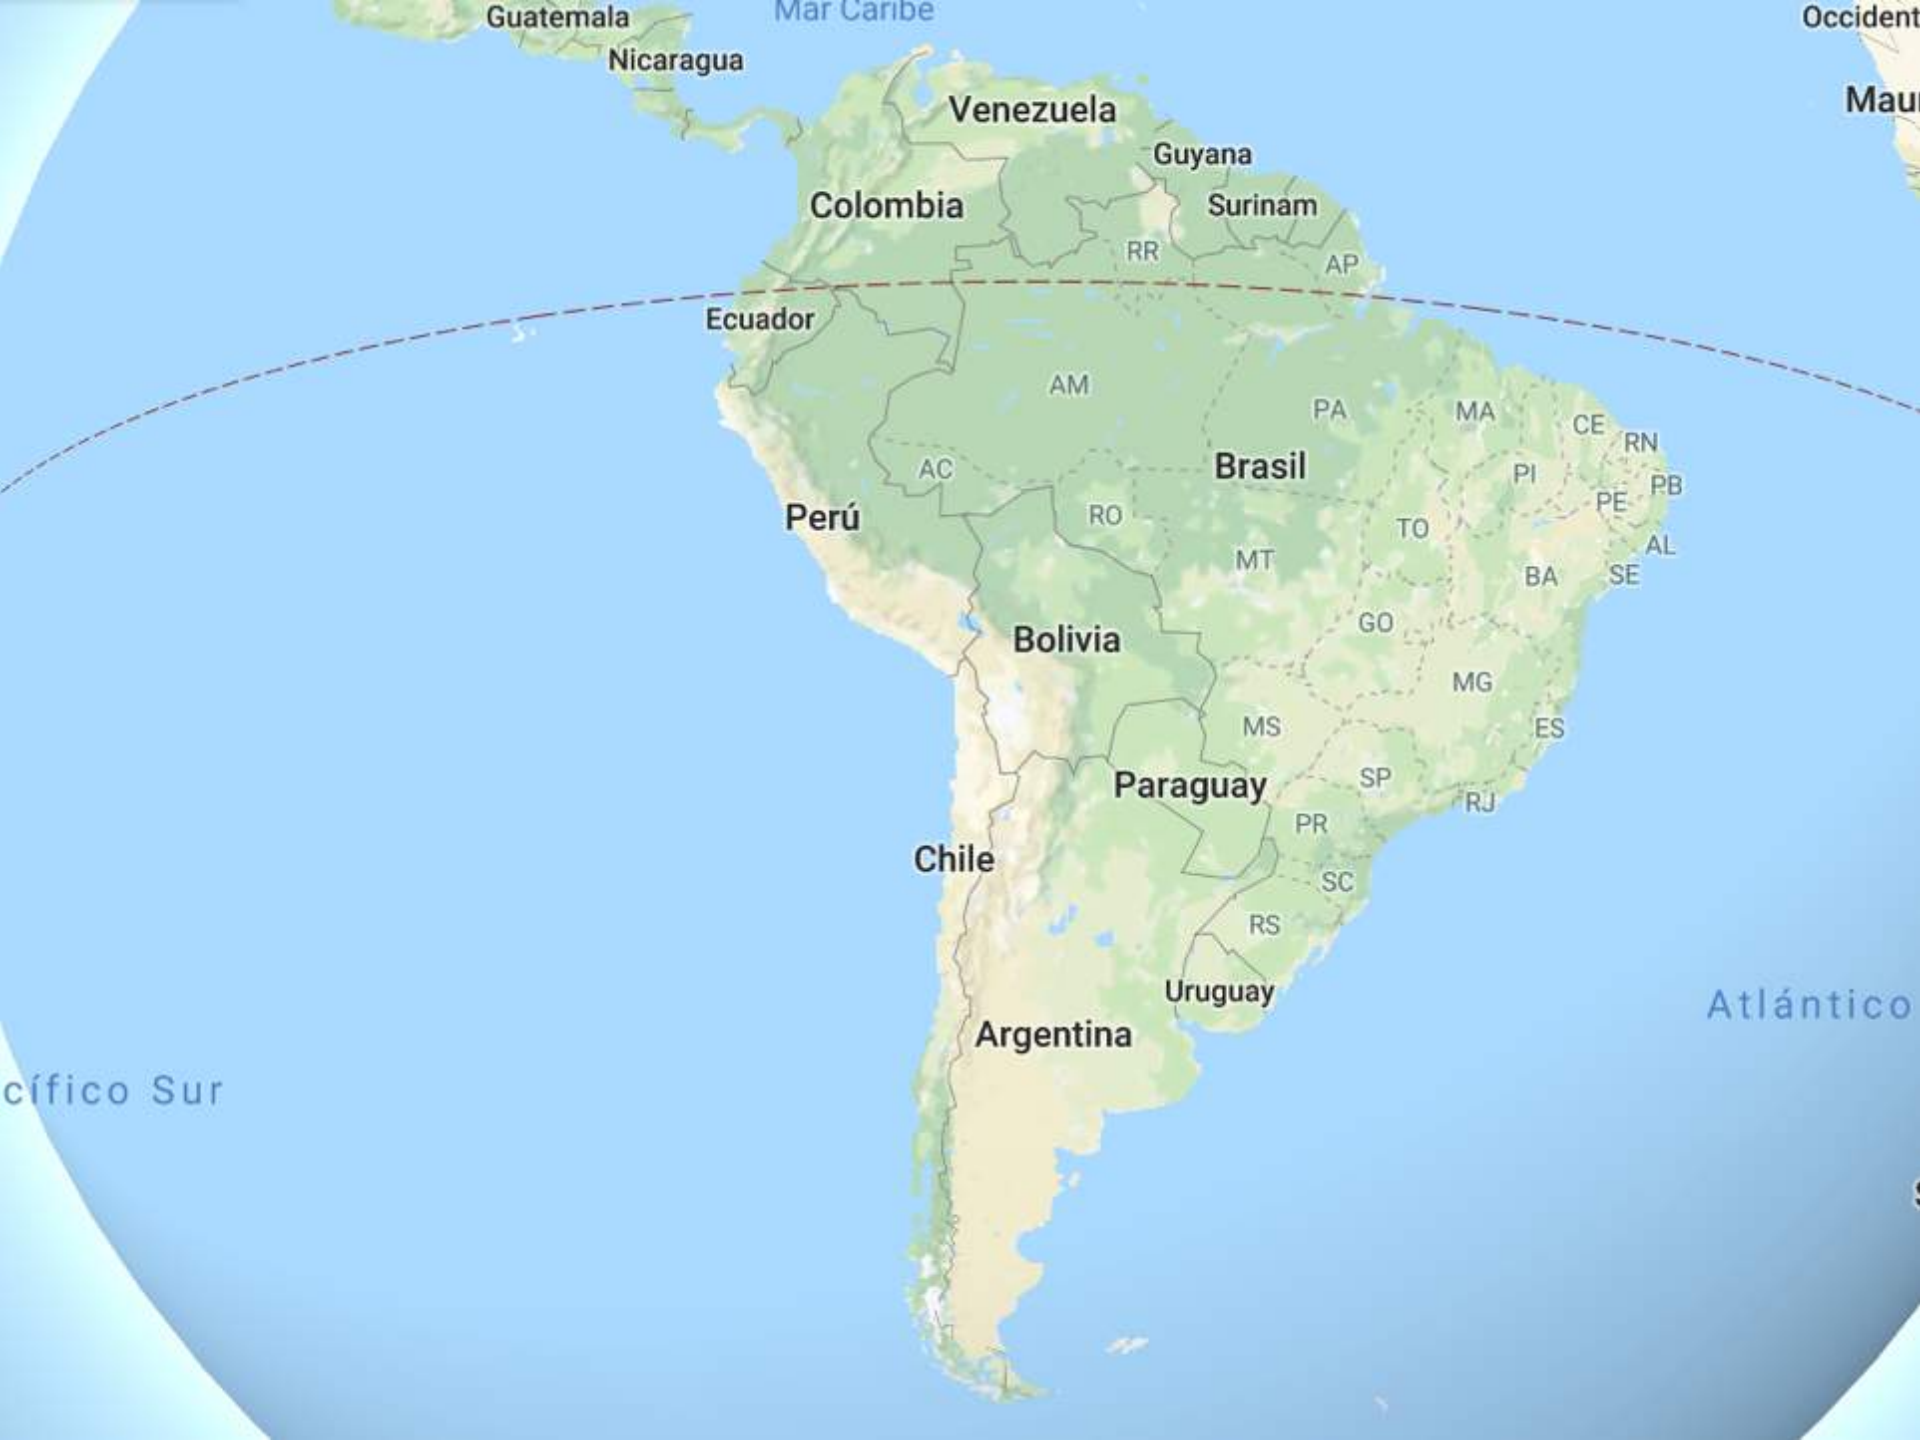 Guatemala
Mar Caribe
Occident
Nicaragua
Mau
Venezuela
Guyana
Colombia
Surinam
RR
AP
Ecuador
AM
PA
MA
CE
RN
Brasil
AC
PI
PB
PE
Perú
RO
TO
AL
MT
BA
SE
GO
Bolivia
MG
MS
ES
SP
Paraguay
RJ
PR
Chile
SC
RS
Uruguay
Atlántico
Argentina
cífico Sur